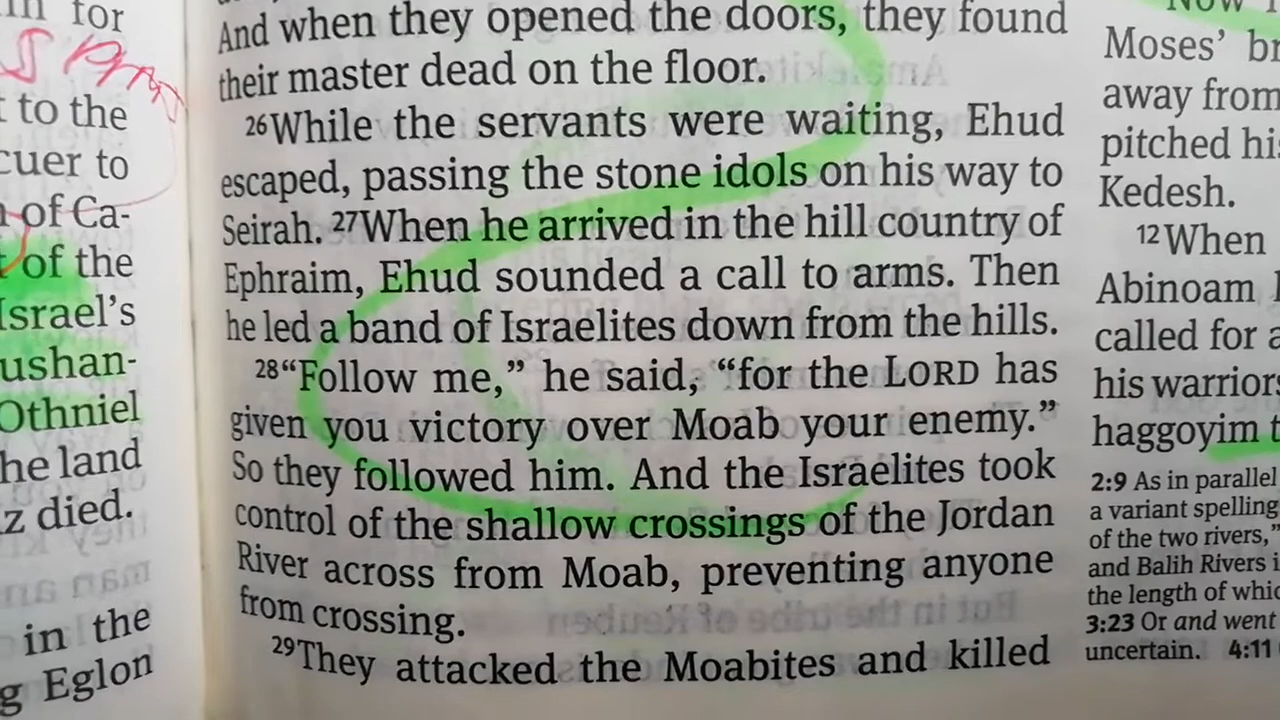 in for
s
t to the
cuer to
of Ca-
t of the
Israel's
ushan-
Othniel
he land
z died.
in the
g Eglon
And when they opened the doors, they found
their master dead on the floor.
26While the servants were waiting, Ehud
escaped, passing the stone idols on his way to
Seirah. 27When he arrived in the hill country of
Ephraim, Ehud sounded a call to arms. Then
he led a band of Israelites down from the hills.
28“Follow me,” he said, “for the LORD has
given you victory over Moab your enemy.”
So they followed him. And the Israelites took
control of the shallow crossings of the Jordan
River across from Moab, preventing anyone
from crossing.
29They attacked the Moabites and killed
Now
Moses’ br
away from
pitched his
Kedesh.
12When
Abinoam
called for a
his warriors
haggoyim t
2:9 As in parallel
a variant spelling
of the two rivers,”
and Balih Rivers i
the length of whic
3:23 Or and went
uncertain. 4:11